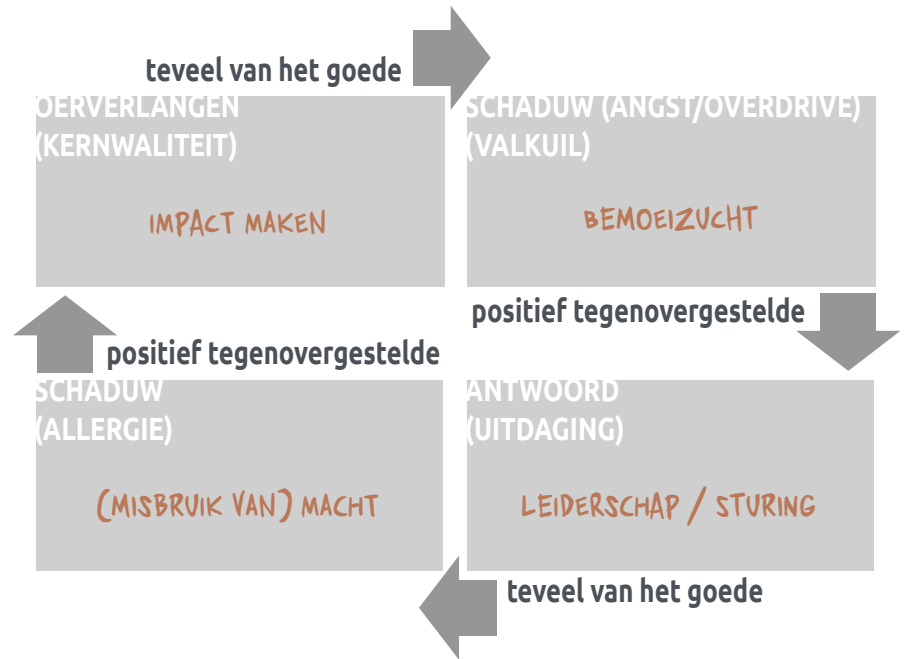 teveel van het goede
OERVERLANGEN
(KERNWALITEIT)
IMPACT MAKEN
SCHADUW (ANGST/OVERDRIVE)
(VALKUIL)
BEMOEIZUCHT
positief tegenovergestelde
positief tegenovergestelde
SCHADUW
(ALLERGIE)
(MISBRUIK VAN) MACHT
ANTWOORD
(UITDAGING)
LEIDERSCHAP / STURING
teveel van het goede